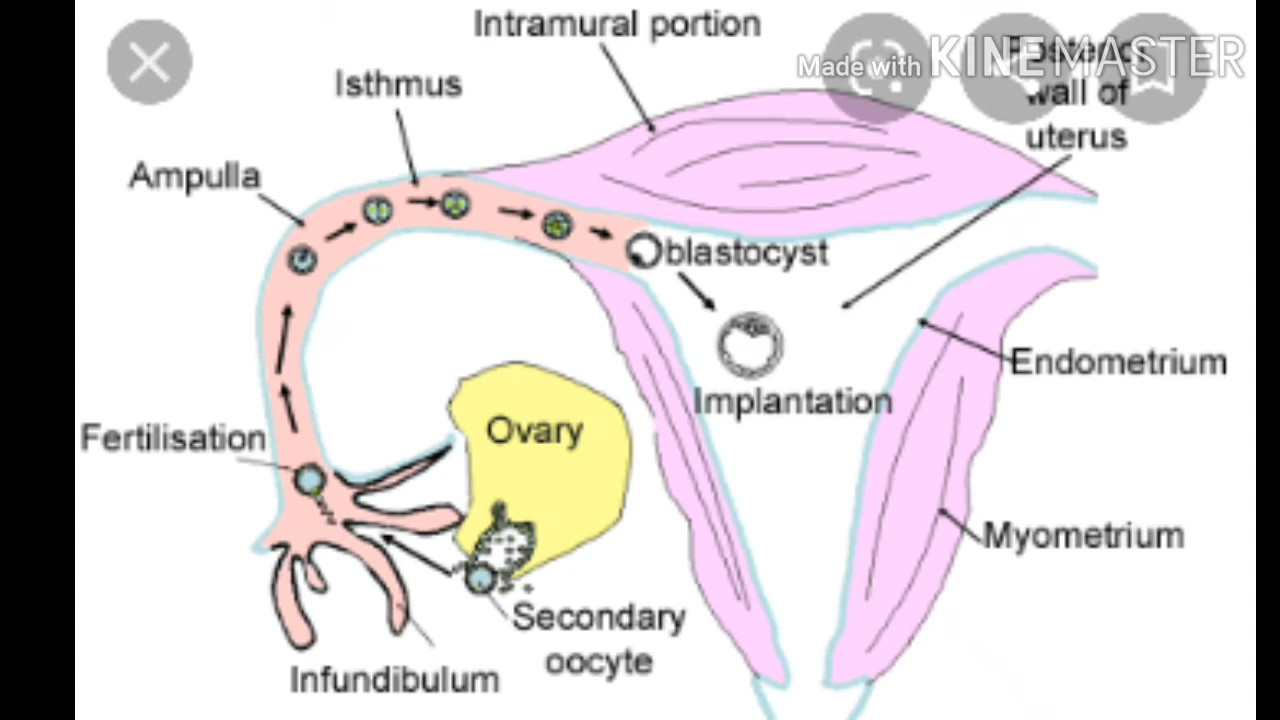 Intramural portion
Made with KINEMASTER
Posterior
wall of
uterus
Isthmus
Ampulla
blastocyst
Endometrium
Implantation
Fertilisation
Ovary
Myometrium
Secondary
oocyte
Infundibulum